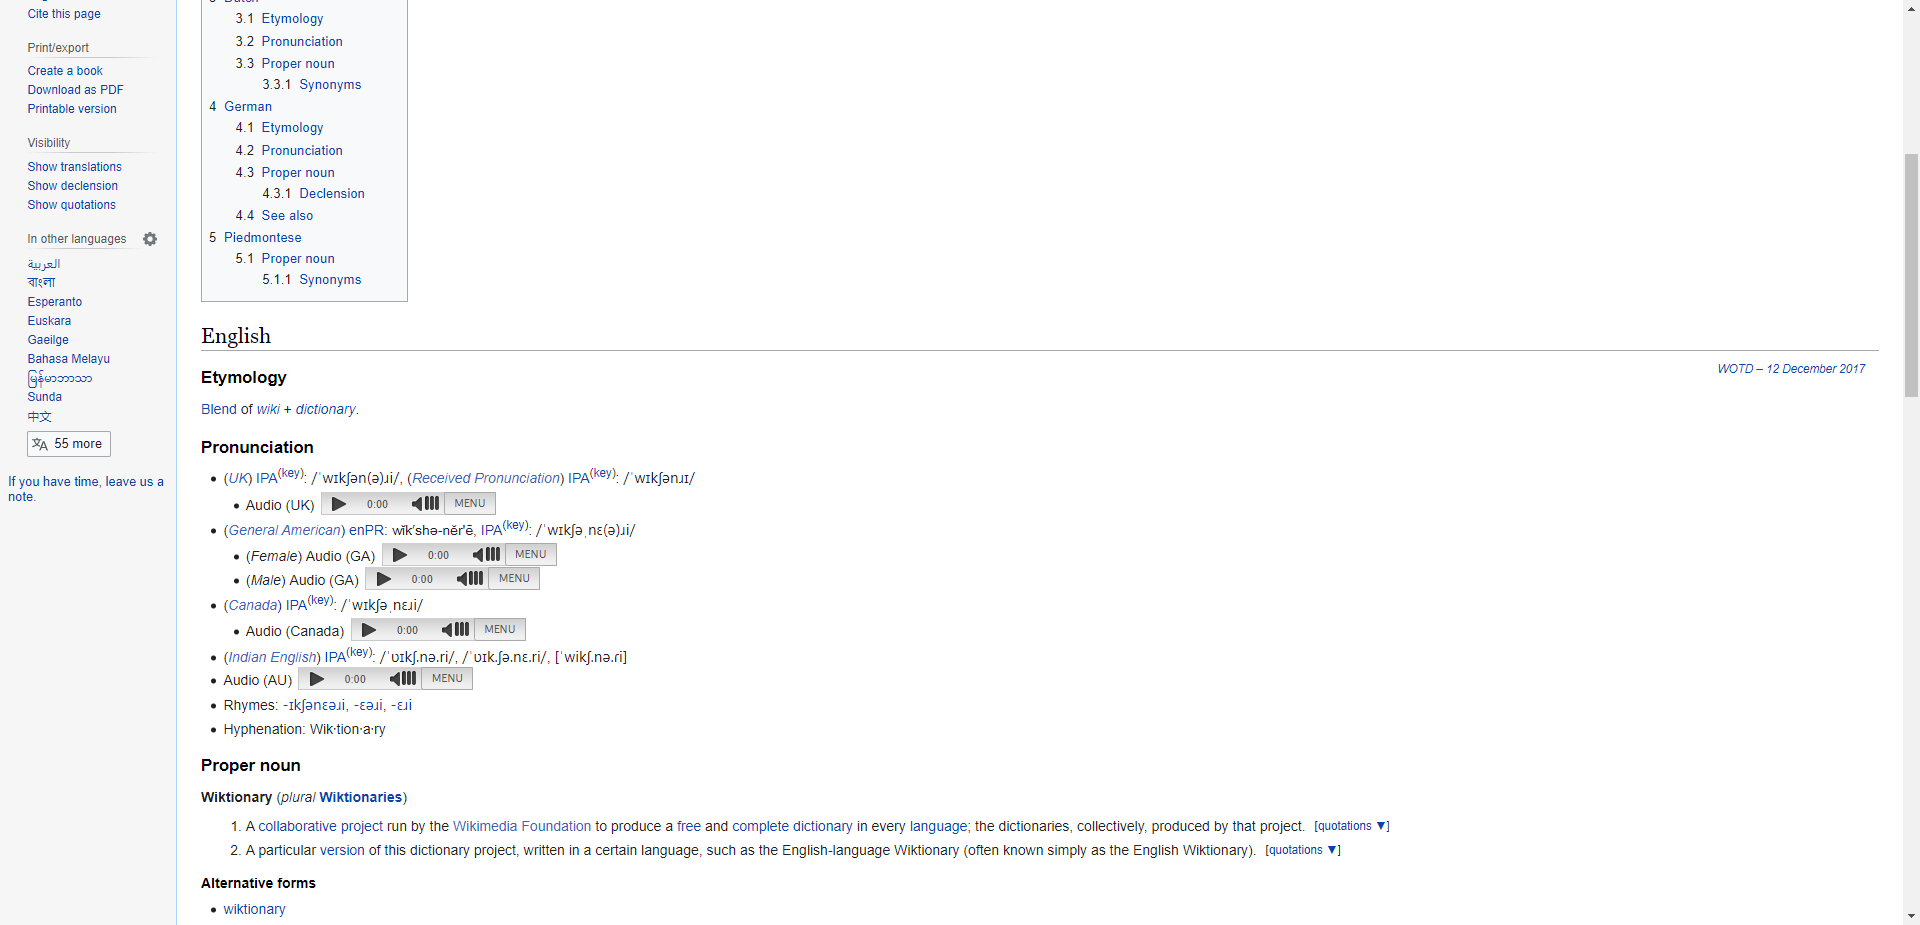 Cite this page
Print/export
Create a book
Download as PDF
Printable version
Visibility
Show translations
Show declension
Show quotations
In other languages
العربية
বাংলা
Esperanto
Euskara
Gaeilge
Bahasa Melayu
မြန်မာဘာသာ
Sunda
中文
55 more
If you have time, leave us a
note.
3 Dutch
3.1 Etymology
3.2 Pronunciation
3.3 Proper noun
3.3.1 Synonyms
4 German
4.1 Etymology
4.2 Pronunciation
4.3 Proper noun
4.3.1 Declension
4.4 See also
5 Piedmontese
5.1 Proper noun
5.1.1 Synonyms
English
WOTD – 12 December 2017
Etymology
Blend of wiki + dictionary.
Pronunciation
(UK) IPA(key): /ˈwɪkʃən(ə)ɹi/, (Received Pronunciation) IPA(key): /ˈwɪkʃənɹɪ/
Audio (UK) 0:00 MENU
(General American) enPR: wĭk′shə-nĕr′ē, IPA(key): /ˈwɪkʃəˌnɛ(ə)ɹi/
(Female) Audio (GA) 0:00 MENU
(Male) Audio (GA) 0:00 MENU
(Canada) IPA(key): /ˈwɪkʃəˌnɛɹi/
Audio (Canada) 0:00 MENU
(Indian English) IPA(key): /ˈʋɪkʃ.nə.ri/, /ˈʋɪk.ʃə.nɛ.ri/, [ˈwikʃ.nə.ɾi]
Audio (AU) 0:00 MENU
Rhymes: -ɪkʃənɛəɹi, -ɛəɹi, -ɛɹi
Hyphenation: Wik‧tion‧a‧ry
Proper noun
Wiktionary (plural Wiktionaries)
1. A collaborative project run by the Wikimedia Foundation to produce a free and complete dictionary in every language; the dictionaries, collectively, produced by that project. [quotations ▼]
2. A particular version of this dictionary project, written in a certain language, such as the English-language Wiktionary (often known simply as the English Wiktionary). [quotations ▼]
Alternative forms
wiktionary